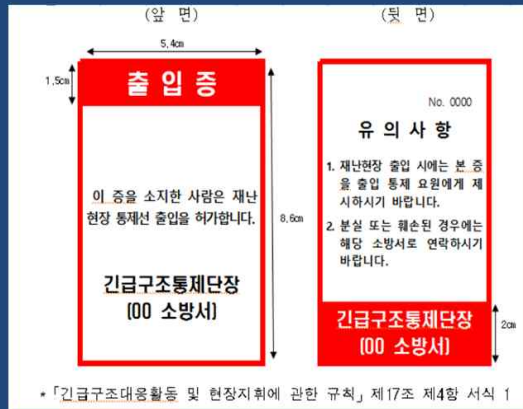 (앞 면)
(뒷 면)
5,4㎝
1,5㎝
출 입 증
이 증을 소지한 사람은 재난
현장 통제선 출입을 허가합니다.
긴급구조통제단장
(00 소방서)
8,6㎝
No. 0000
유 의 사 항
1. 재난현장 출입 시에는 본 증
을 출입 통제 요원에게 제
시하시기 바랍니다.
2. 분실 또는 훼손된 경우에는
해당 소방서로 연락하시기
바랍니다.
긴급구조통제단장
(00 소방서)
2㎝
*「긴급구조대응활동 및 현장지휘에 관한 규칙」제17조 제4항 서식 1